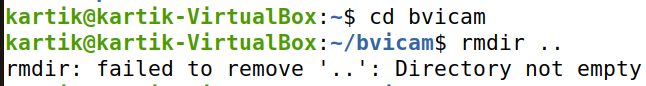 kartik@kartik-VirtualBox:~$ cd bvicam
kartik@kartik-VirtualBox:~/bvicam$ rmdir ..
rmdir: failed to remove '..': Directory not empty